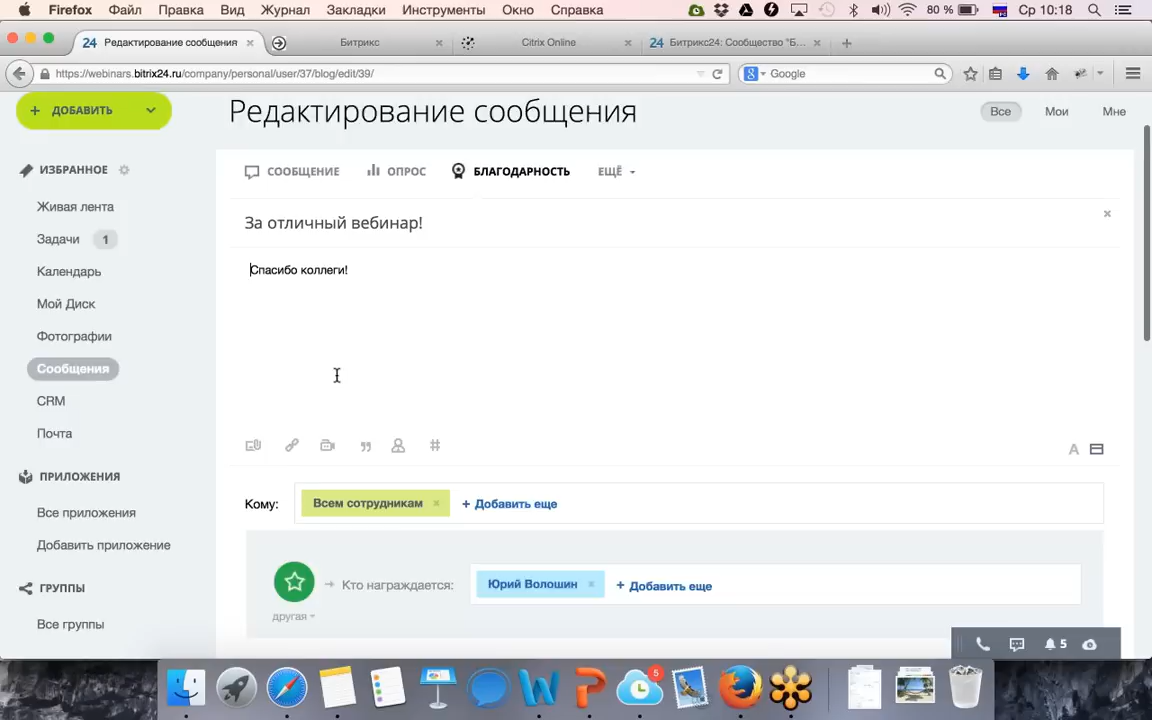 Firefox Файл Правка Вид Журнал Закладки Инструменты Окно Справка 80 % Ср 10:18
24 Редактирование сообщения × Битрикс × Citrix Online × 24 Битрикс24: Сообщество "Б... × +
https://webinars.bitrix24.ru/company/personal/user/37/blog/edit/39/ 8 Google
+ ДОБАВИТЬ
Редактирование сообщения
Все Мои Мне
ИЗБРАННОЕ
Живая лента
Задачи 1
Календарь
Мой Диск
Фотографии
Сообщения
CRM
Почта
ПРИЛОЖЕНИЯ
Все приложения
Добавить приложение
ГРУППЫ
Все группы
СООБЩЕНИЕ ОПРОС БЛАГОДАРНОСТЬ ЕЩЁ
За отличный вебинар! ×
Спасибо коллеги!
# A
Кому: Всем сотрудникам × + Добавить еще
→ Кто награждается: Юрий Волошин × + Добавить еще
другая
5
5
W P